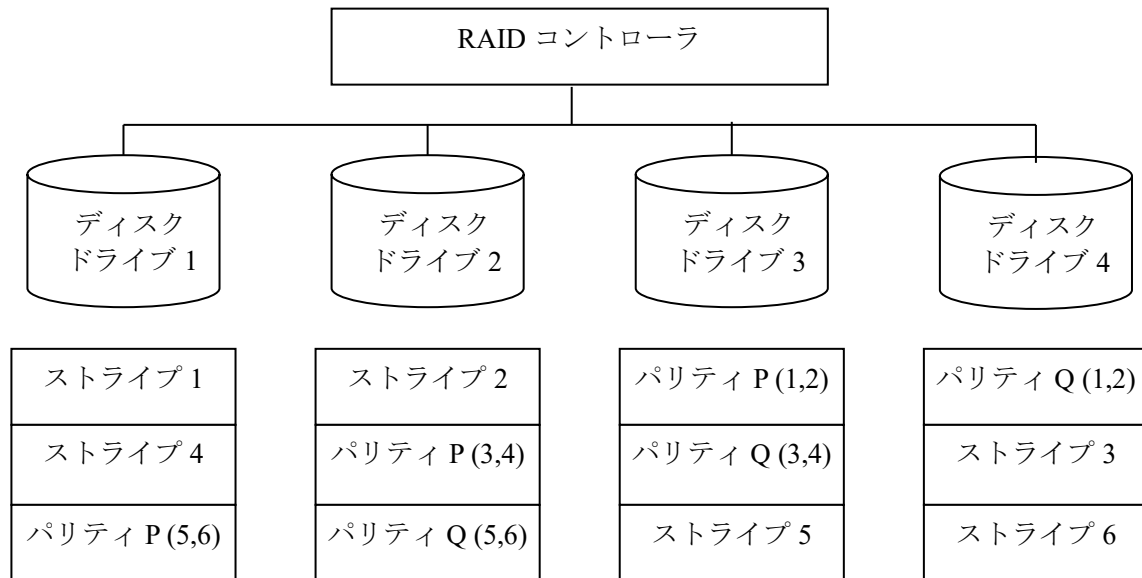 RAID コントローラ
ディスク
ドライブ 1
ディスク
ドライブ 2
ディスク
ドライブ 3
ディスク
ドライブ 4
ストライプ 1
ストライプ 2
パリティ P (1,2)
パリティ Q (1,2)
ストライプ 4
パリティ P (3,4)
パリティ Q (3,4)
ストライプ 3
パリティ P (5,6)
パリティ Q (5,6)
ストライプ 5
ストライプ 6